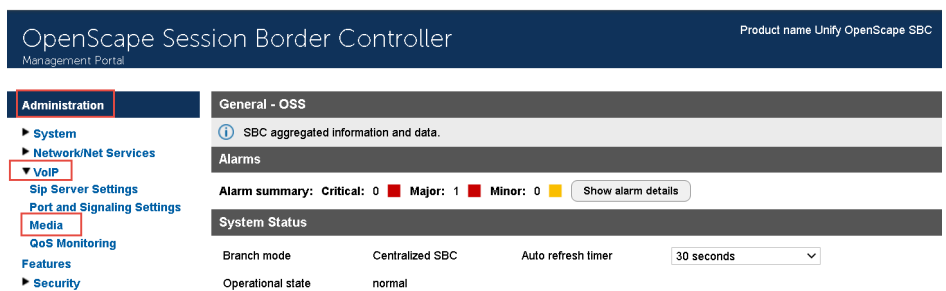 OpenScape Session Border Controller
Product name Unify OpenScape SBC
Management Portal
Administration
System
Network/Net Services
VoIP
Sip Server Settings
Port and Signaling Settings
Media
QoS Monitoring
Features
Security
General - OSS
SBC aggregated information and data.
Alarms
Alarm summary: Critical: 0 Major: 1 Minor: 0 Show alarm details
System Status
Branch mode Centralized SBC Auto refresh timer 30 seconds
Operational state normal